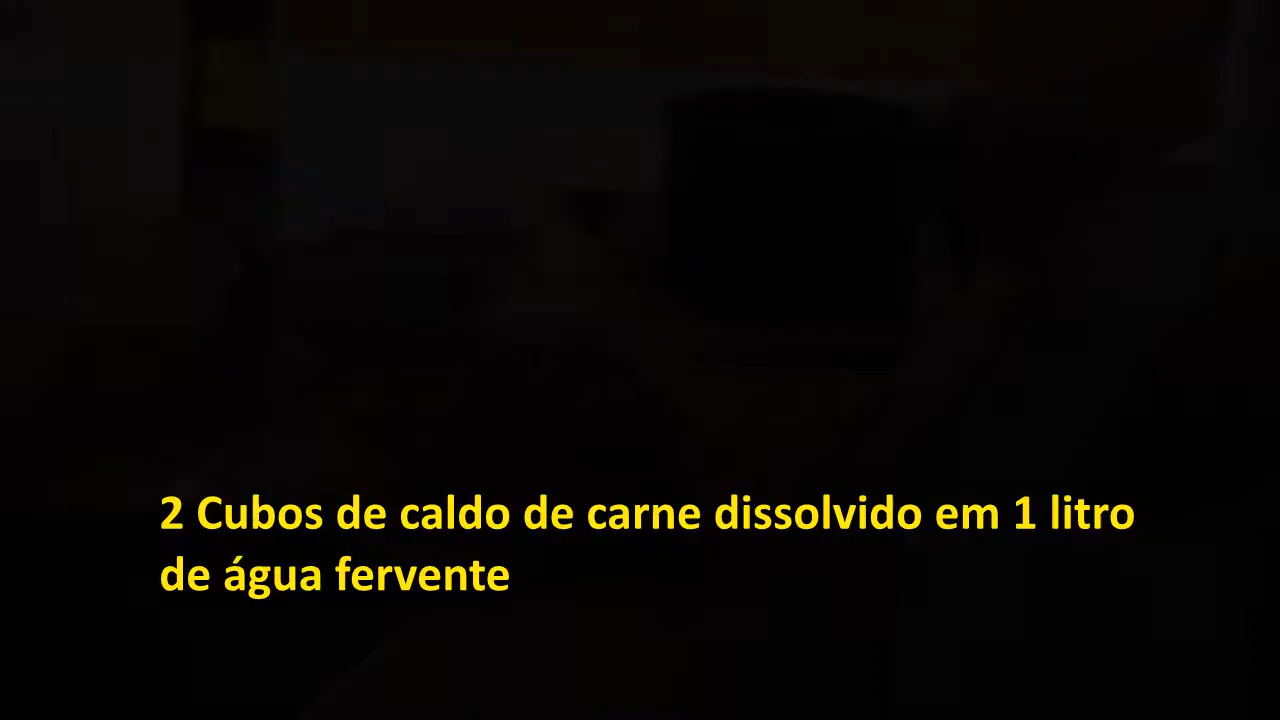 2 Cubos de caldo de carne dissolvido em 1 litro
de água fervente